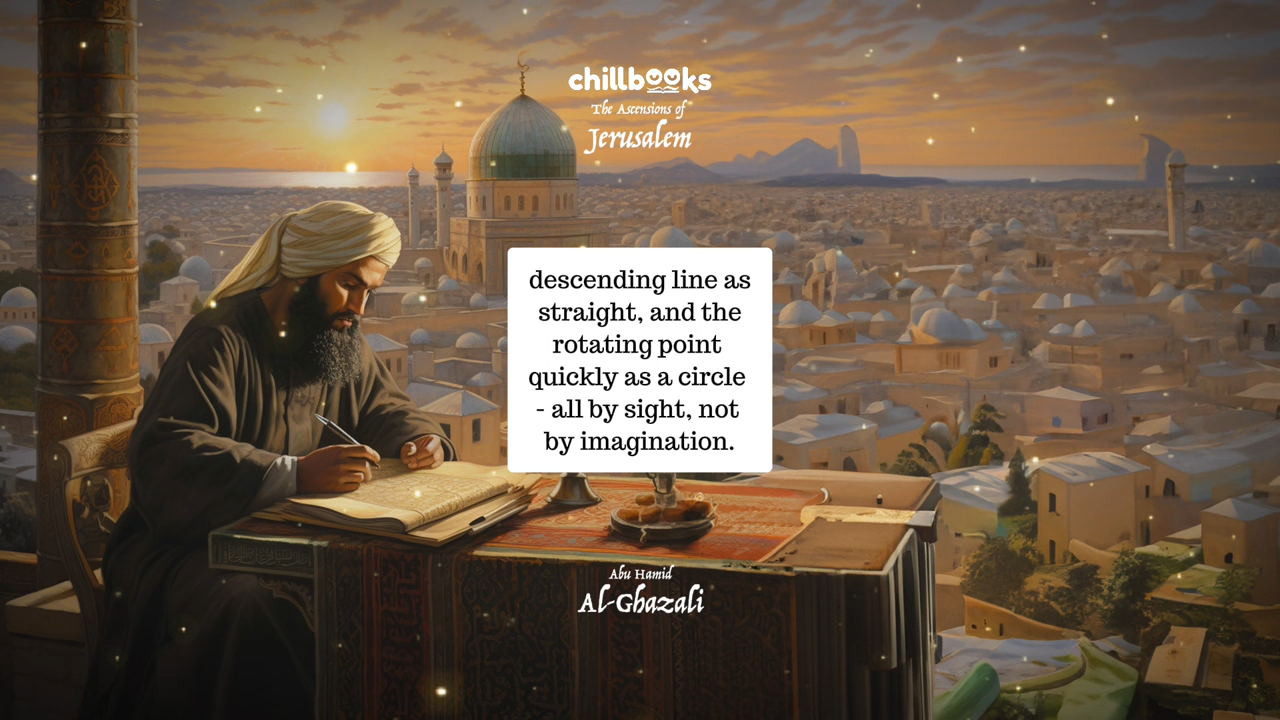 chillbooks
The Ascensions of
Jerusalem
descending line as
straight, and the
rotating point
quickly as a circle
- all by sight, not
by imagination.
Abu Hamid
Al-Ghazali